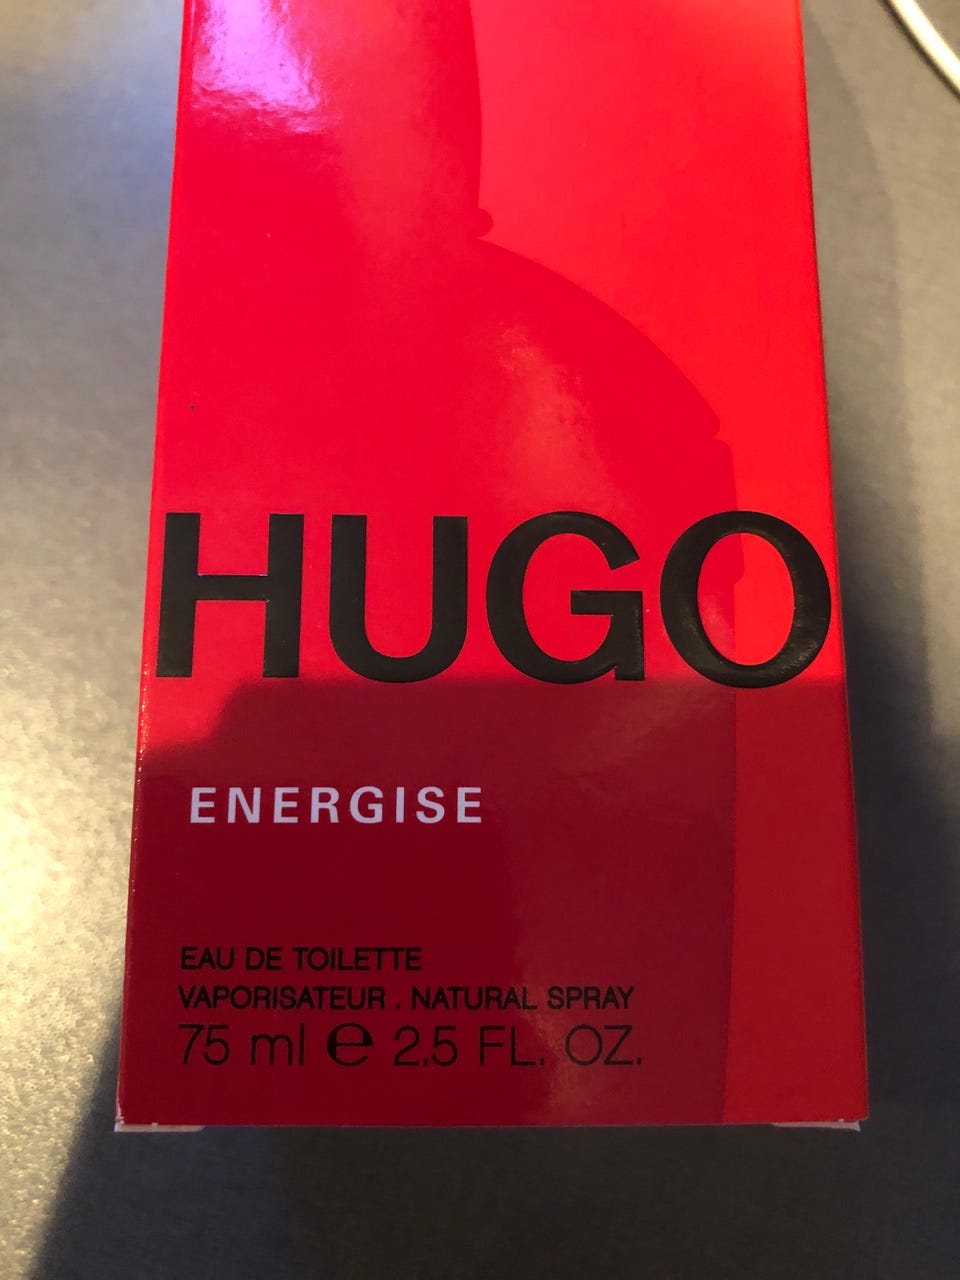 HUGO
ENERGISE
EAU DE TOILETTE
VAPORISATEUR . NATURAL SPRAY
75 ml ℮ 2.5 FL. OZ.